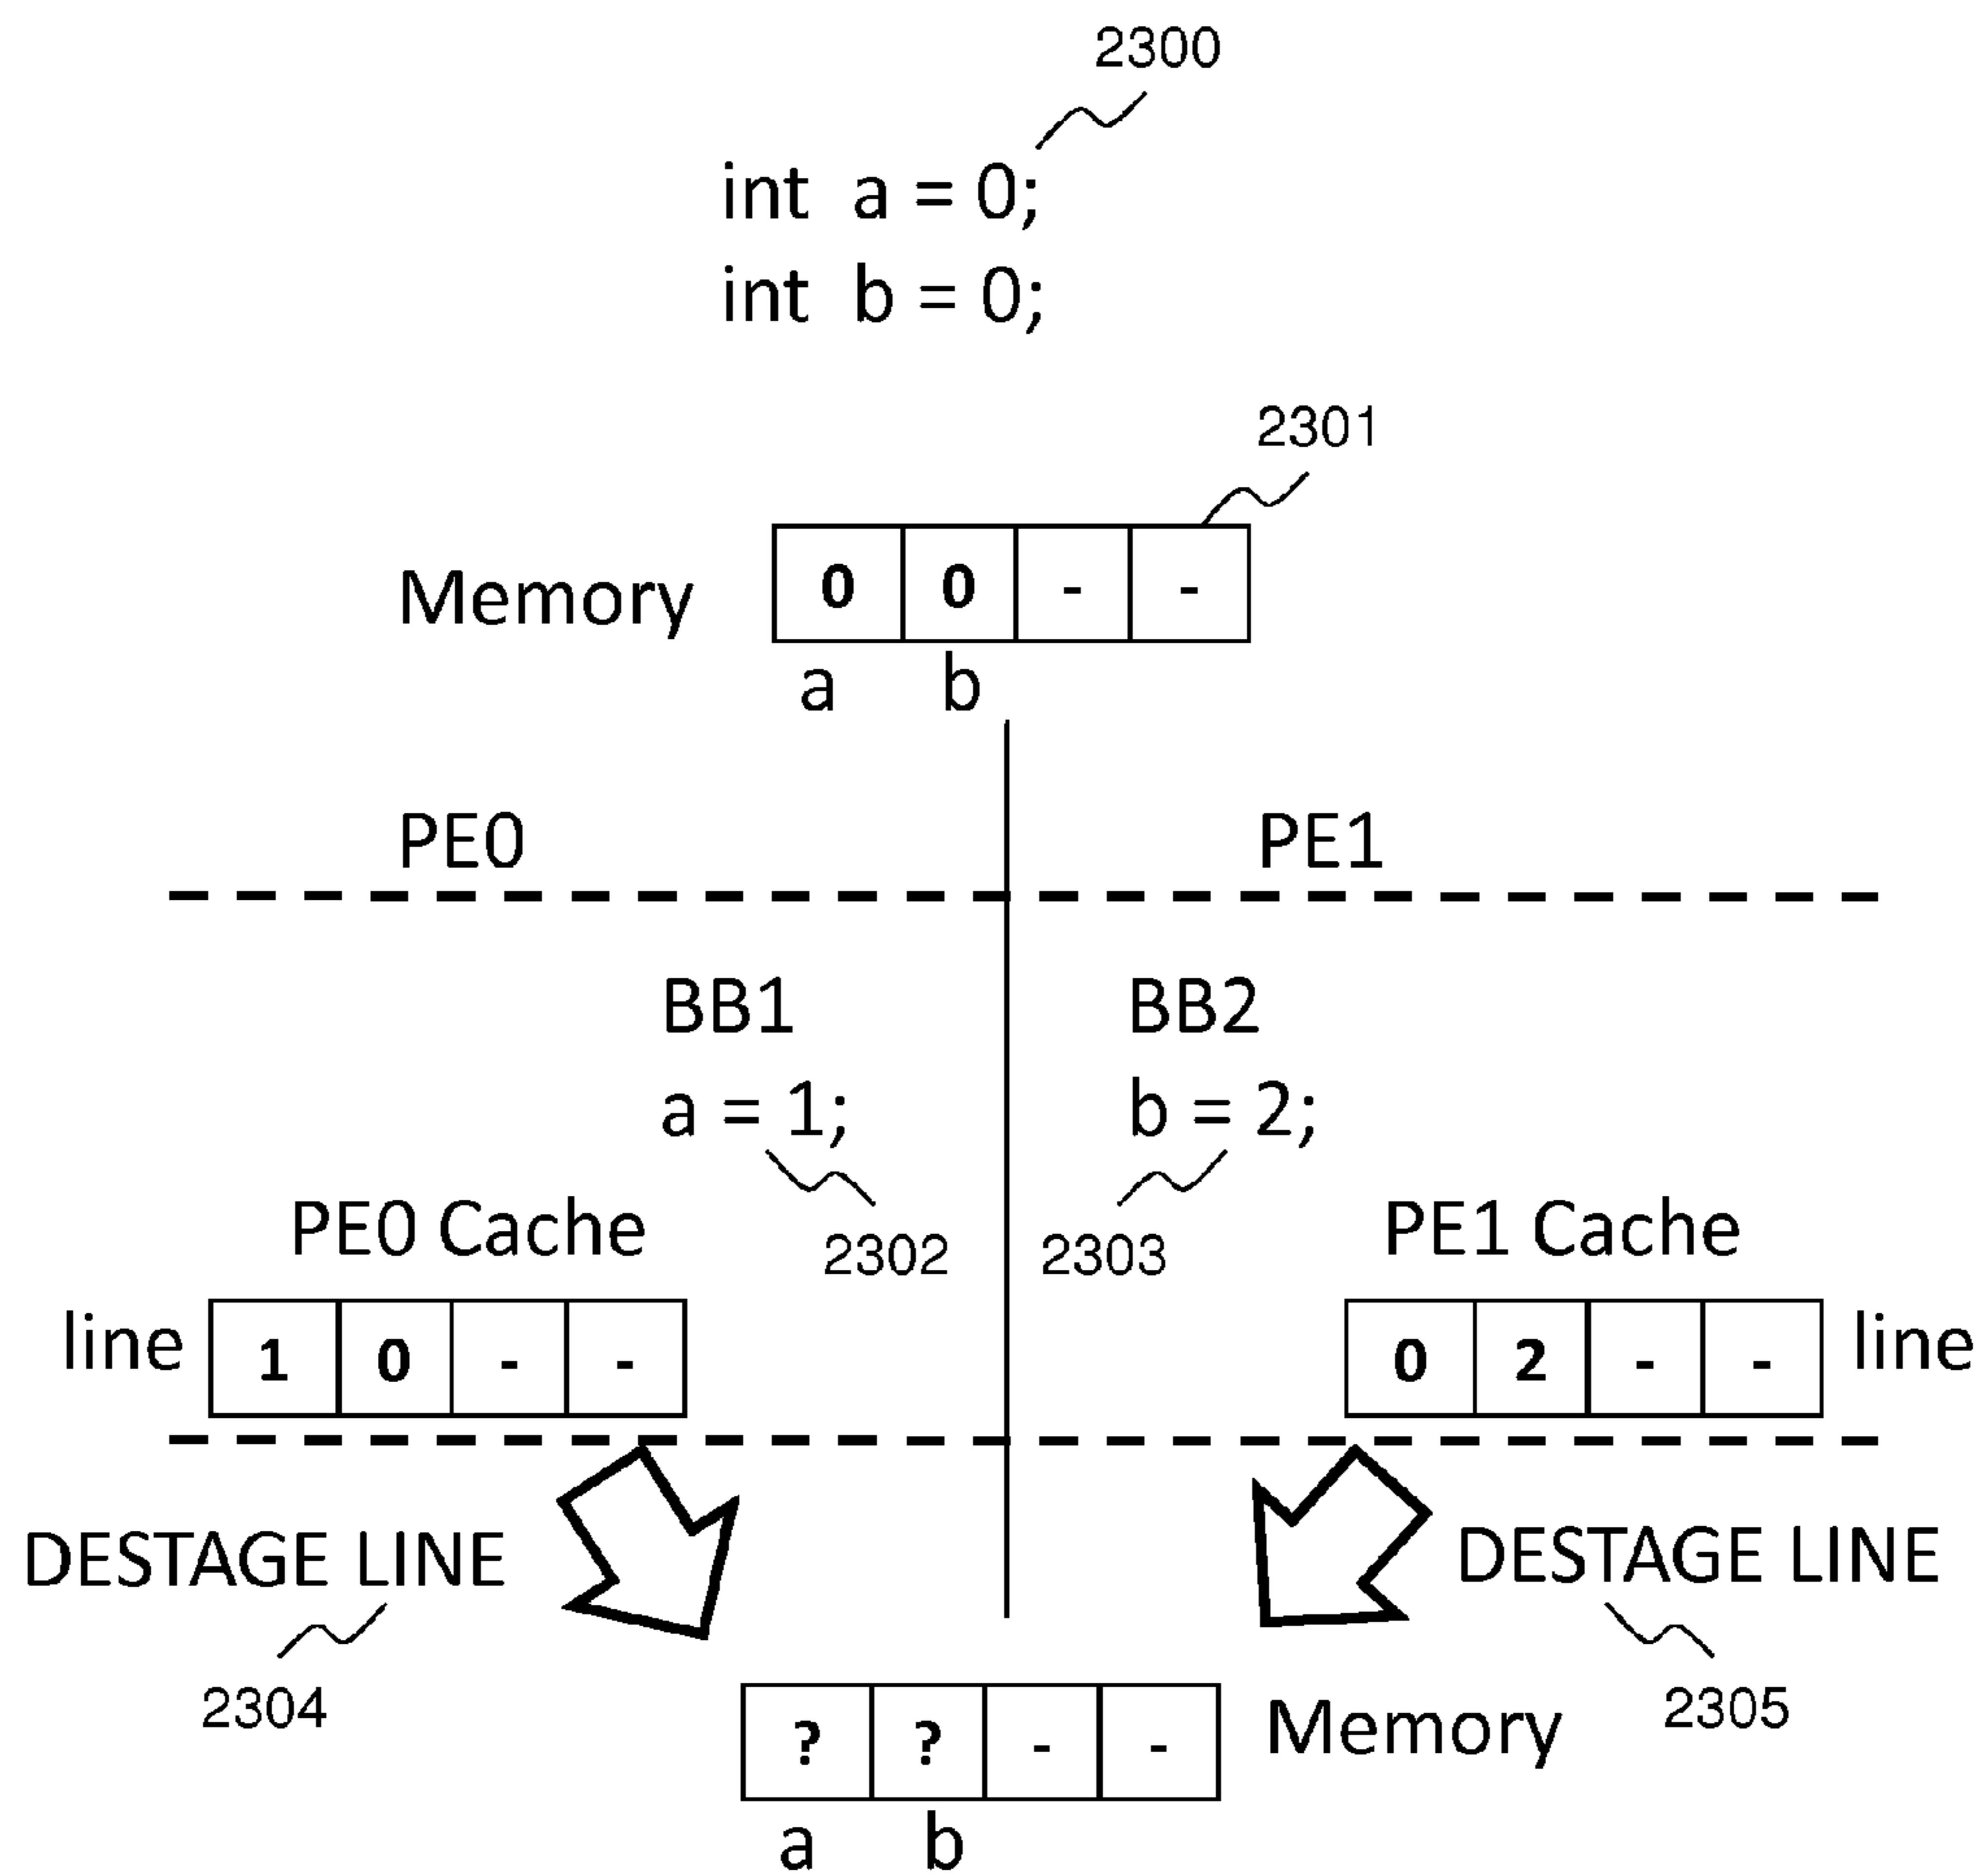 2300
int a = 0;
int b = 0;
2301
Memory 0 0 - -
a b
PE0 PE1
BB1 BB2
a = 1; b = 2;
PE0 Cache PE1 Cache
2302 2303
line 1 0 - - 0 2 - - line
DESTAGE LINE DESTAGE LINE
2304 2305
? ? - - Memory
a b